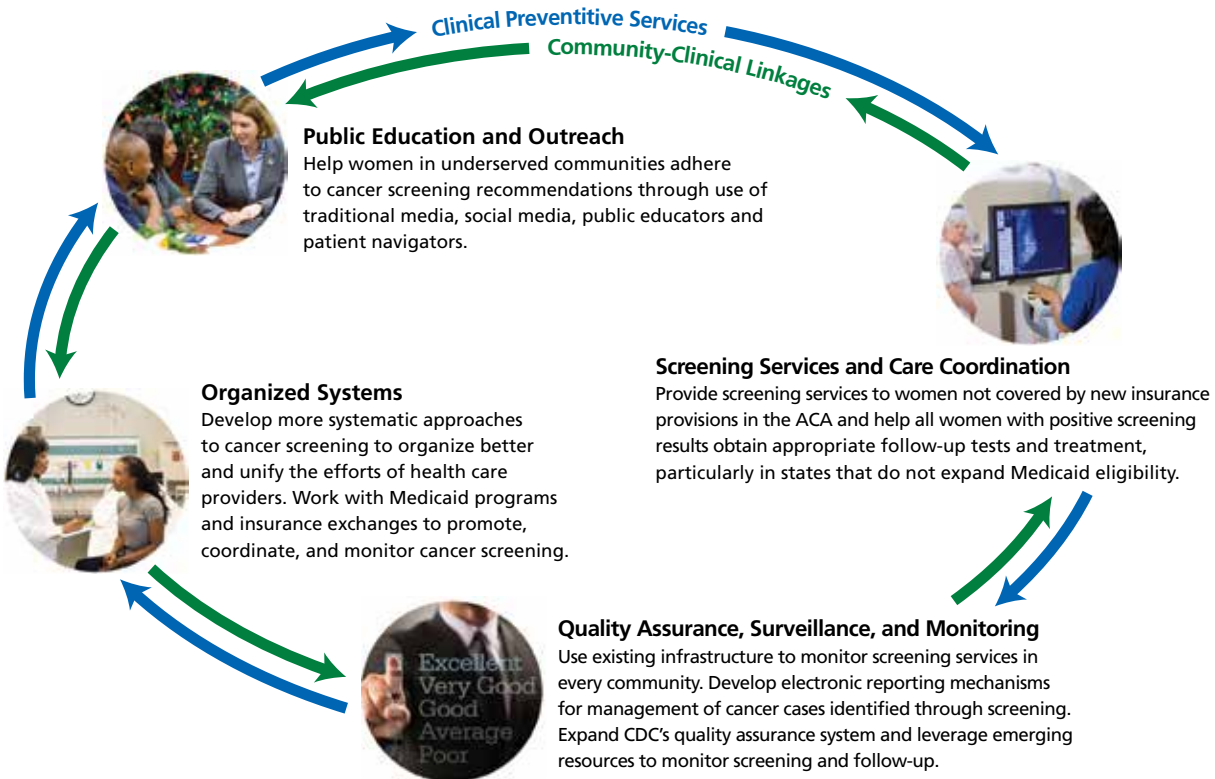 Clinical Preventitive Services
Community-Clinical Linkages
Public Education and Outreach
Help women in underserved communities adhere
to cancer screening recommendations through use of
traditional media, social media, public educators and
patient navigators.
Organized Systems
Develop more systematic approaches
to cancer screening to organize better
and unify the efforts of health care
providers. Work with Medicaid programs
and insurance exchanges to promote,
coordinate, and monitor cancer screening.
Screening Services and Care Coordination
Provide screening services to women not covered by new insurance
provisions in the ACA and help all women with positive screening
results obtain appropriate follow-up tests and treatment,
particularly in states that do not expand Medicaid eligibility.
Quality Assurance, Surveillance, and Monitoring
Use existing infrastructure to monitor screening services in
every community. Develop electronic reporting mechanisms
for management of cancer cases identified through screening.
Expand CDC's quality assurance system and leverage emerging
resources to monitor screening and follow-up.
Excellent
Very Good
Good
Average
Poor